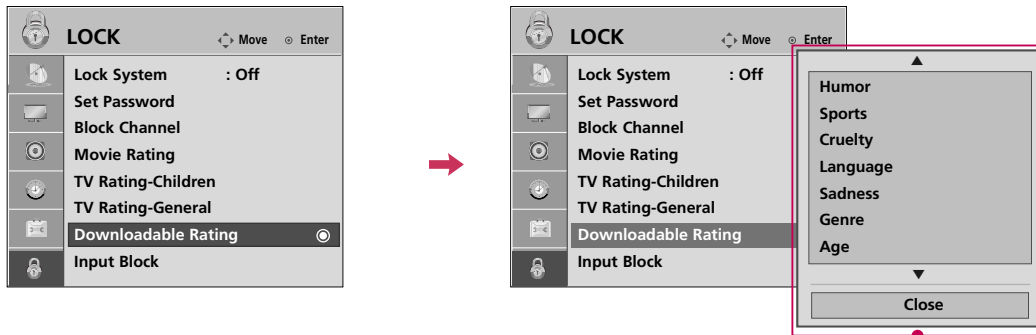 LOCK
Move Enter
Lock System : Off
Set Password
Block Channel
Movie Rating
TV Rating-Children
TV Rating-General
Downloadable Rating
Input Block
LOCK
Move Enter
Lock System : Off
Set Password
Block Channel
Movie Rating
TV Rating-Children
TV Rating-General
Downloadable Rating
Input Block
Humor
Sports
Cruelty
Language
Sadness
Genre
Age
Close